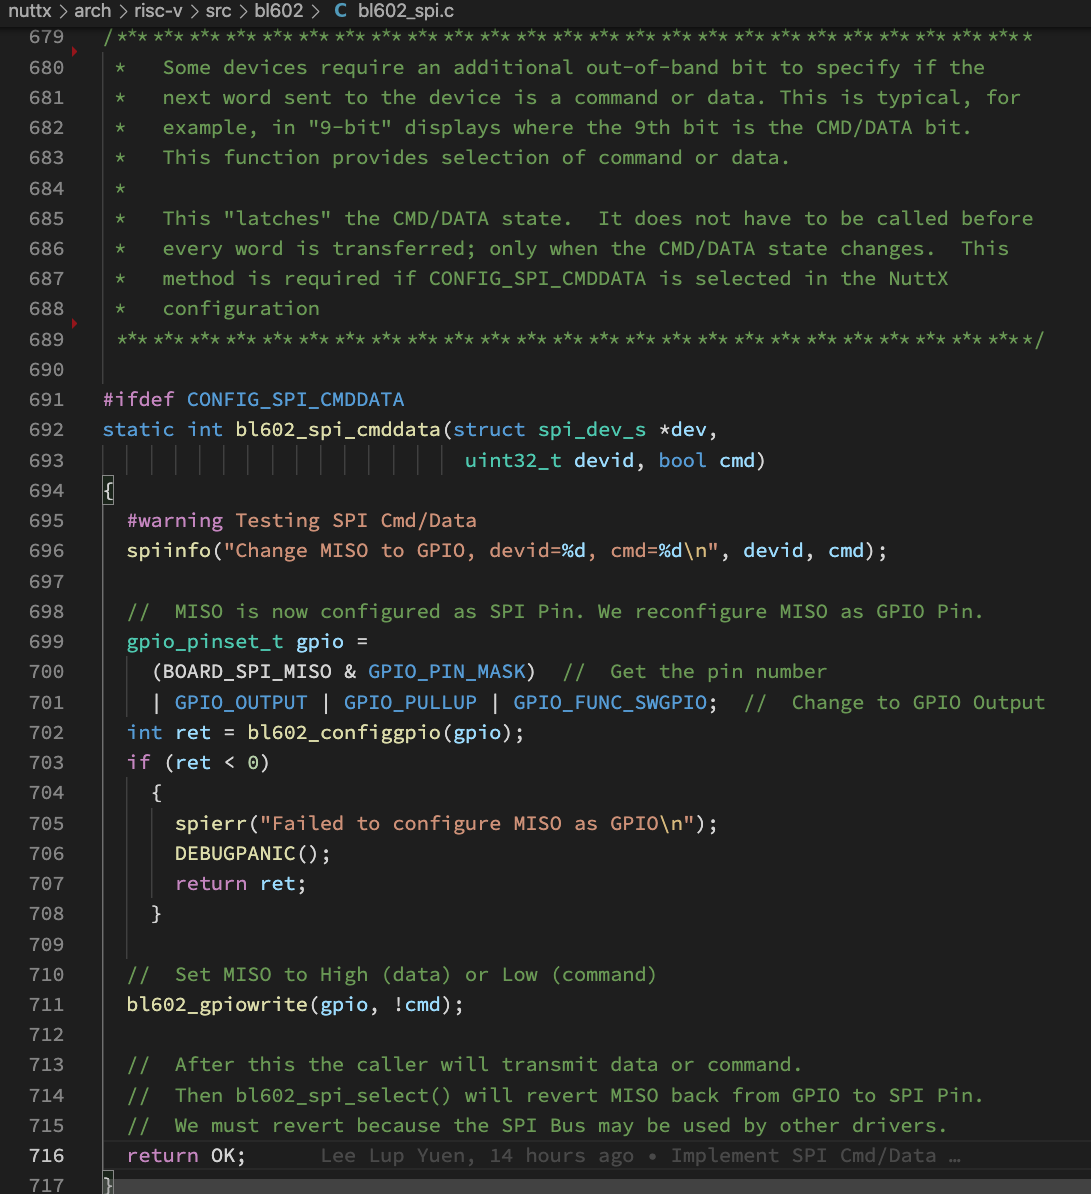 nuttx > arch > risc-v > src > bl602 > C bl602_spi.c
679 /****************************************************************************
680  *   Some devices require an additional out-of-band bit to specify if the
681  *   next word sent to the device is a command or data. This is typical, for
682  *   example, in "9-bit" displays where the 9th bit is the CMD/DATA bit.
683  *   This function provides selection of command or data.
684  *
685  *   This "latches" the CMD/DATA state.  It does not have to be called before
686  *   every word is transferred; only when the CMD/DATA state changes.  This
687  *   method is required if CONFIG_SPI_CMDDATA is selected in the NuttX
688  *   configuration
689  ****************************************************************************/
690
691 #ifdef CONFIG_SPI_CMDDATA
692 static int bl602_spi_cmddata(struct spi_dev_s *dev,
693                               uint32_t devid, bool cmd)
694 {
695   #warning Testing SPI Cmd/Data
696   spiinfo("Change MISO to GPIO, devid=%d, cmd=%d\n", devid, cmd);
697
698   //  MISO is now configured as SPI Pin. We reconfigure MISO as GPIO Pin.
699   gpio_pinset_t gpio =
700     (BOARD_SPI_MISO & GPIO_PIN_MASK)  //  Get the pin number
701     | GPIO_OUTPUT | GPIO_PULLUP | GPIO_FUNC_SWGPIO;  //  Change to GPIO Output
702   int ret = bl602_configgpio(gpio);
703   if (ret < 0)
704     {
705       spierr("Failed to configure MISO as GPIO\n");
706       DEBUGPANIC();
707       return ret;
708     }
709
710   //  Set MISO to High (data) or Low (command)
711   bl602_gpiowrite(gpio, !cmd);
712
713   //  After this the caller will transmit data or command.
714   //  Then bl602_spi_select() will revert MISO back from GPIO to SPI Pin.
715   //  We must revert because the SPI Bus may be used by other drivers.
716   return OK;      Lee Lup Yuen, 14 hours ago • Implement SPI Cmd/Data …
717 }